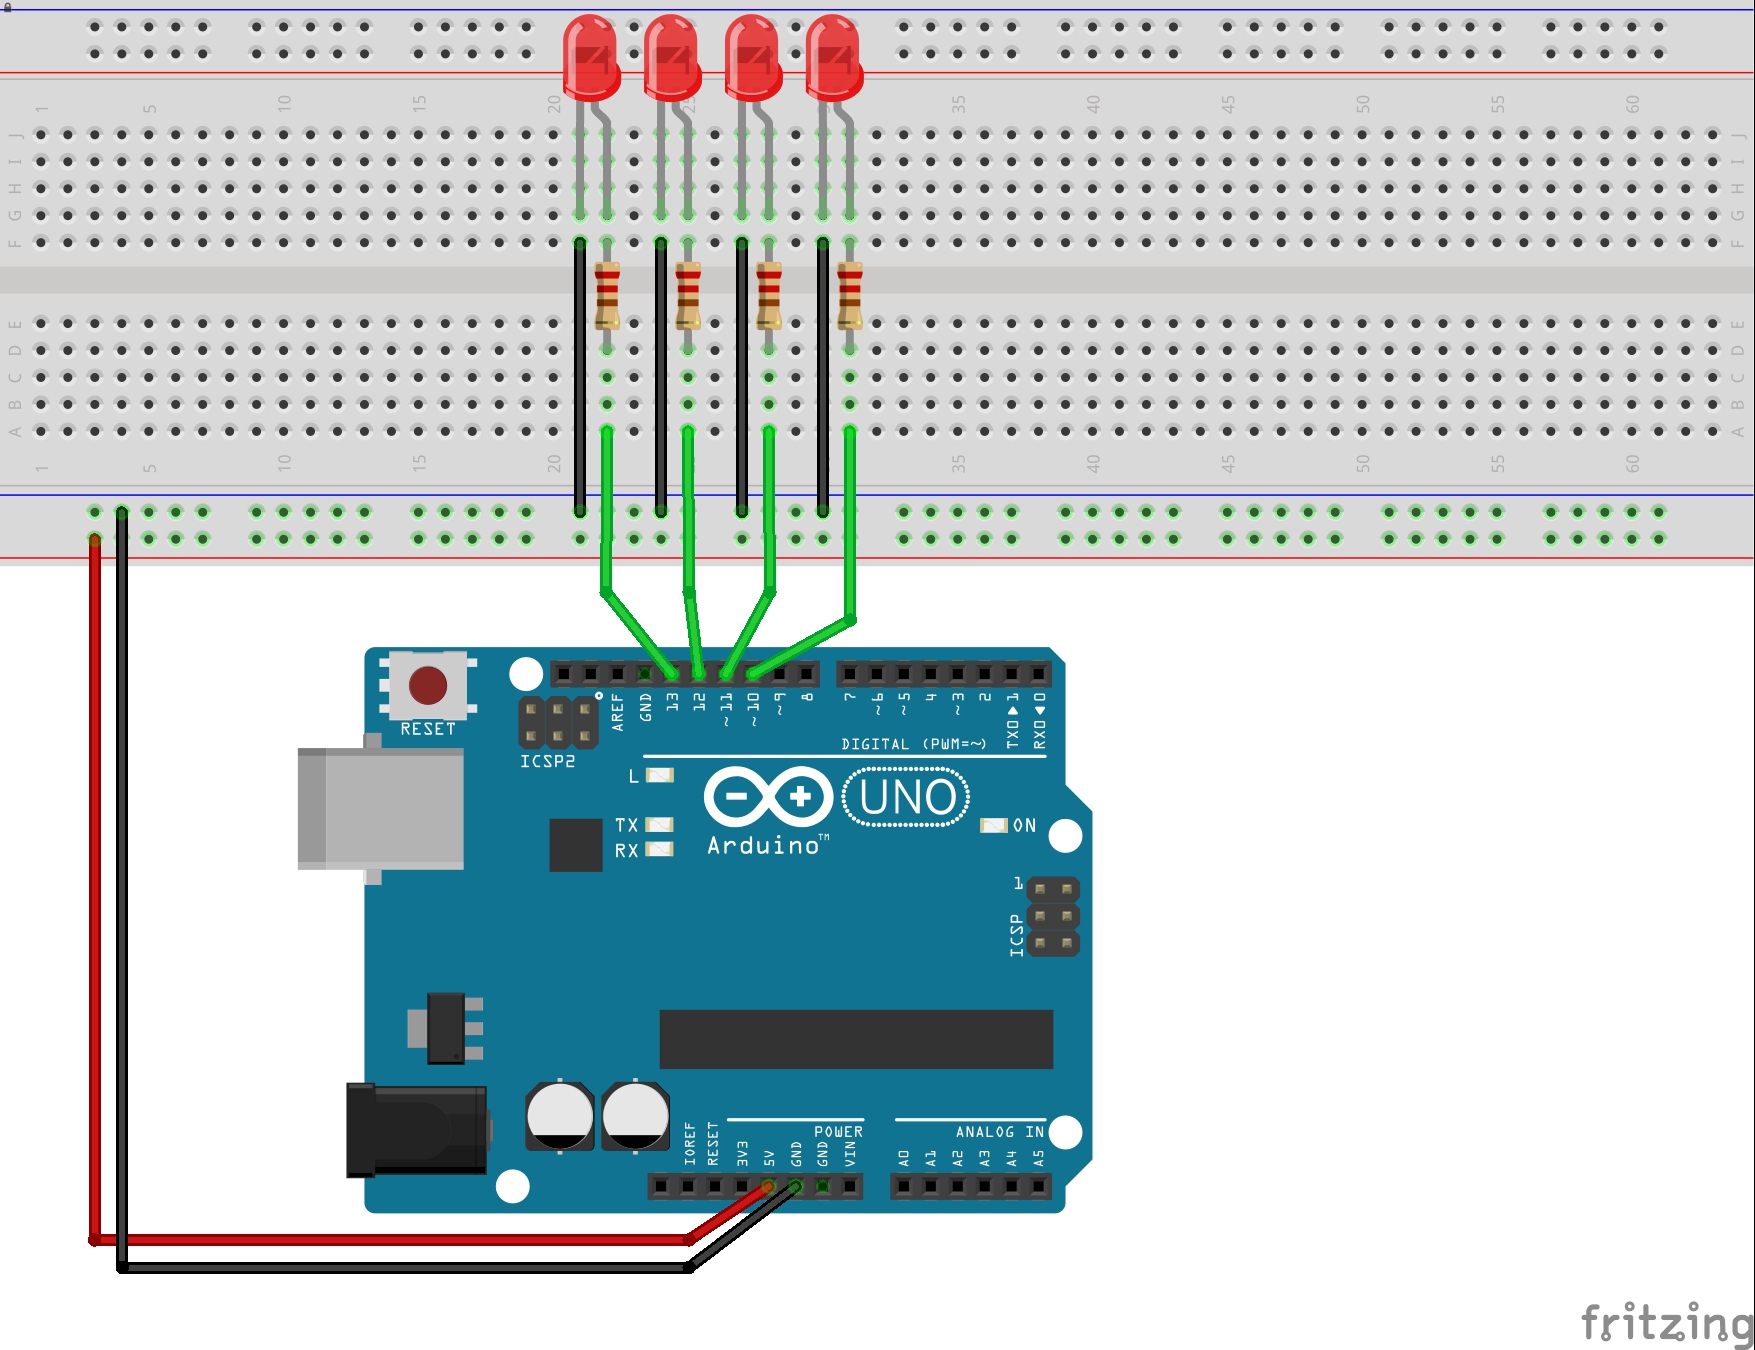 1 5 10 15 20 25 35 40 45 50 55 60
J J
I I
H H
G G
F F
E E
D D
C C
B B
A A
1 5 10 15 20 35 40 45 50 55 60
RESET
ICSP2
AREF GND 13 12 ~11 ~10 ~9 8 7 ~6 ~5 4 ~3 2 TX0▶1 RX0◀0
DIGITAL (PWM=~)
L
TX
RX
UNO
Arduino™
ON
1
ICSP
POWER
ANALOG IN
IOREF RESET 3V3 5V GND GND VIN A0 A1 A2 A3 A4 A5
fritzing